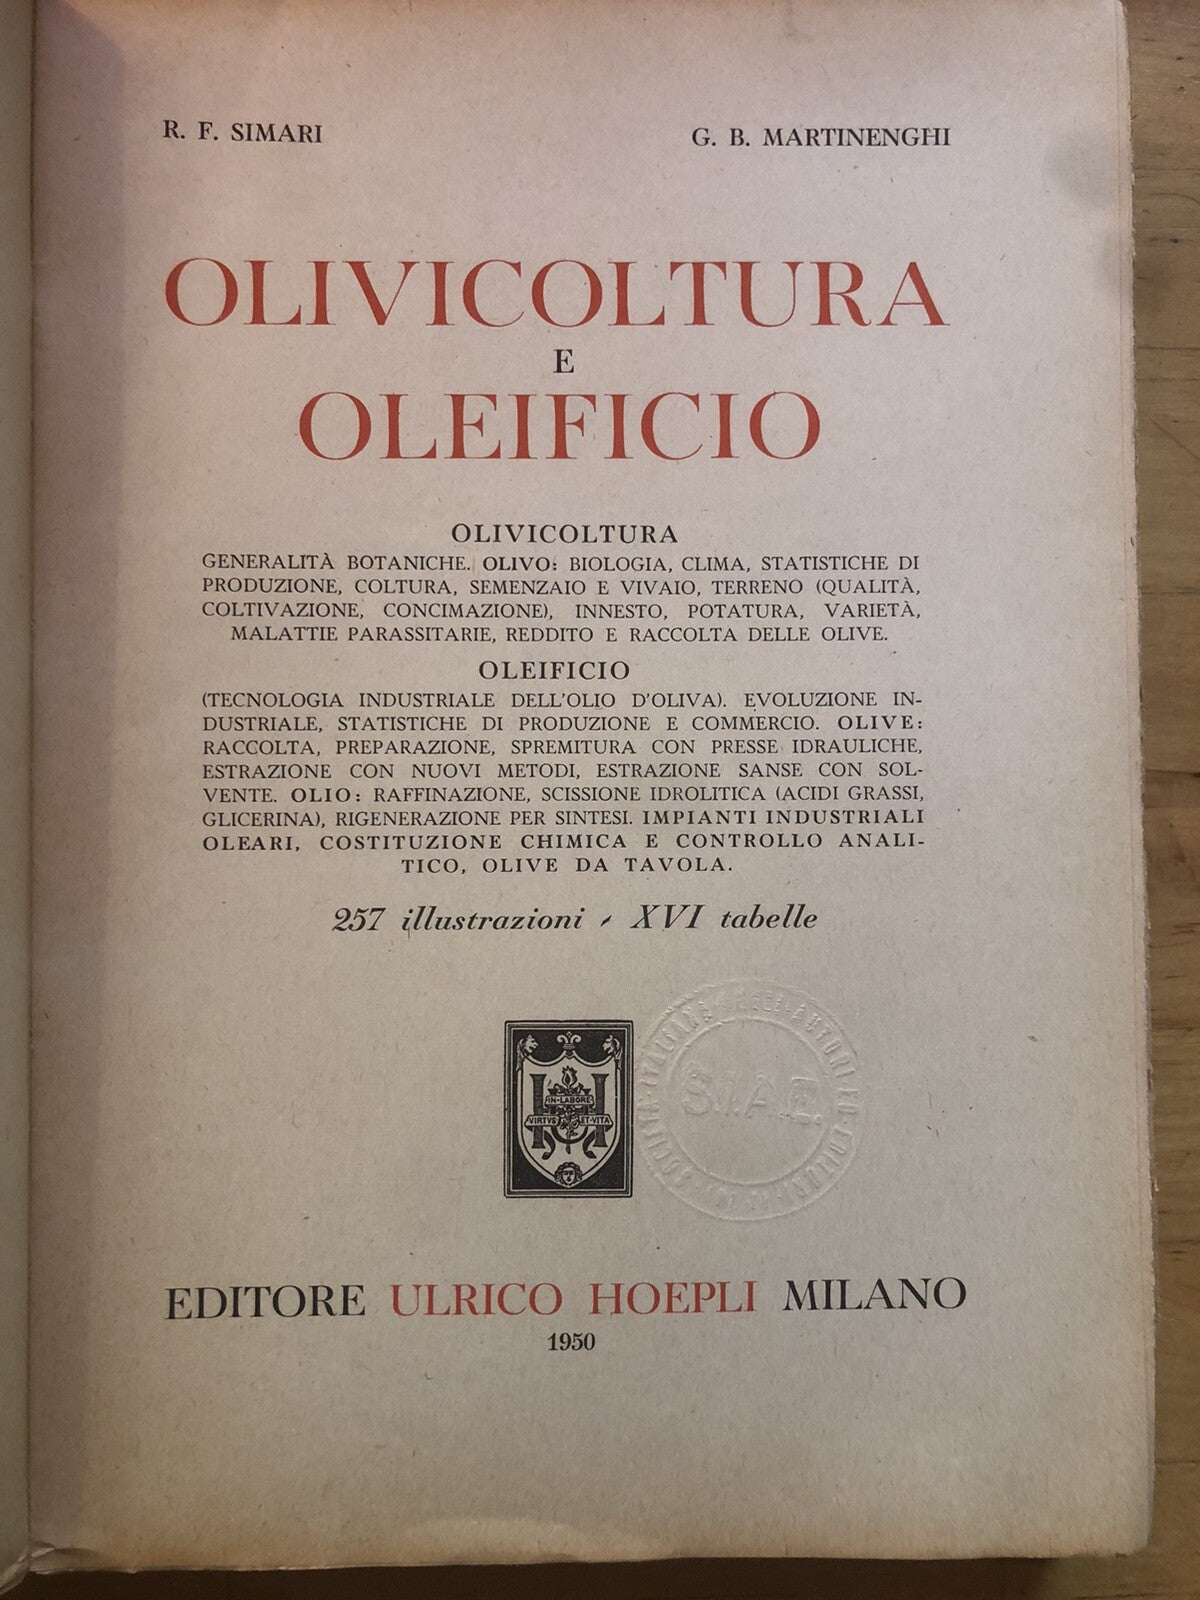 R. F. SIMARI
G. B. MARTINENGHI
OLIVICOLTURA
E
OLEIFICIO
OLIVICOLTURA
GENERALITÀ BOTANICHE. OLIVO: BIOLOGIA, CLIMA, STATISTICHE DI
PRODUZIONE, COLTURA, SEMENZAIO E VIVAIO, TERRENO (QUALITÀ,
COLTIVAZIONE, CONCIMAZIONE), INNESTO, POTATURA, VARIETÀ,
MALATTIE PARASSITARIE, REDDITO E RACCOLTA DELLE OLIVE.
OLEIFICIO
(TECNOLOGIA INDUSTRIALE DELL'OLIO D'OLIVA). EVOLUZIONE IN-
DUSTRIALE, STATISTICHE DI PRODUZIONE E COMMERCIO. OLIVE:
RACCOLTA, PREPARAZIONE, SPREMITURA CON PRESSE IDRAULICHE,
ESTRAZIONE CON NUOVI METODI, ESTRAZIONE SANSE CON SOL-
VENTE. OLIO: RAFFINAZIONE, SCISSIONE IDROLITICA (ACIDI GRASSI,
GLICERINA), RIGENERAZIONE PER SINTESI. IMPIANTI INDUSTRIALI
OLEARI, COSTITUZIONE CHIMICA E CONTROLLO ANALI-
TICO, OLIVE DA TAVOLA.
257 illustrazioni - XVI tabelle
IN·LABORE
VIRTVS ET·VITA
S.I.A.E.
EDITORE ULRICO HOEPLI MILANO
1950